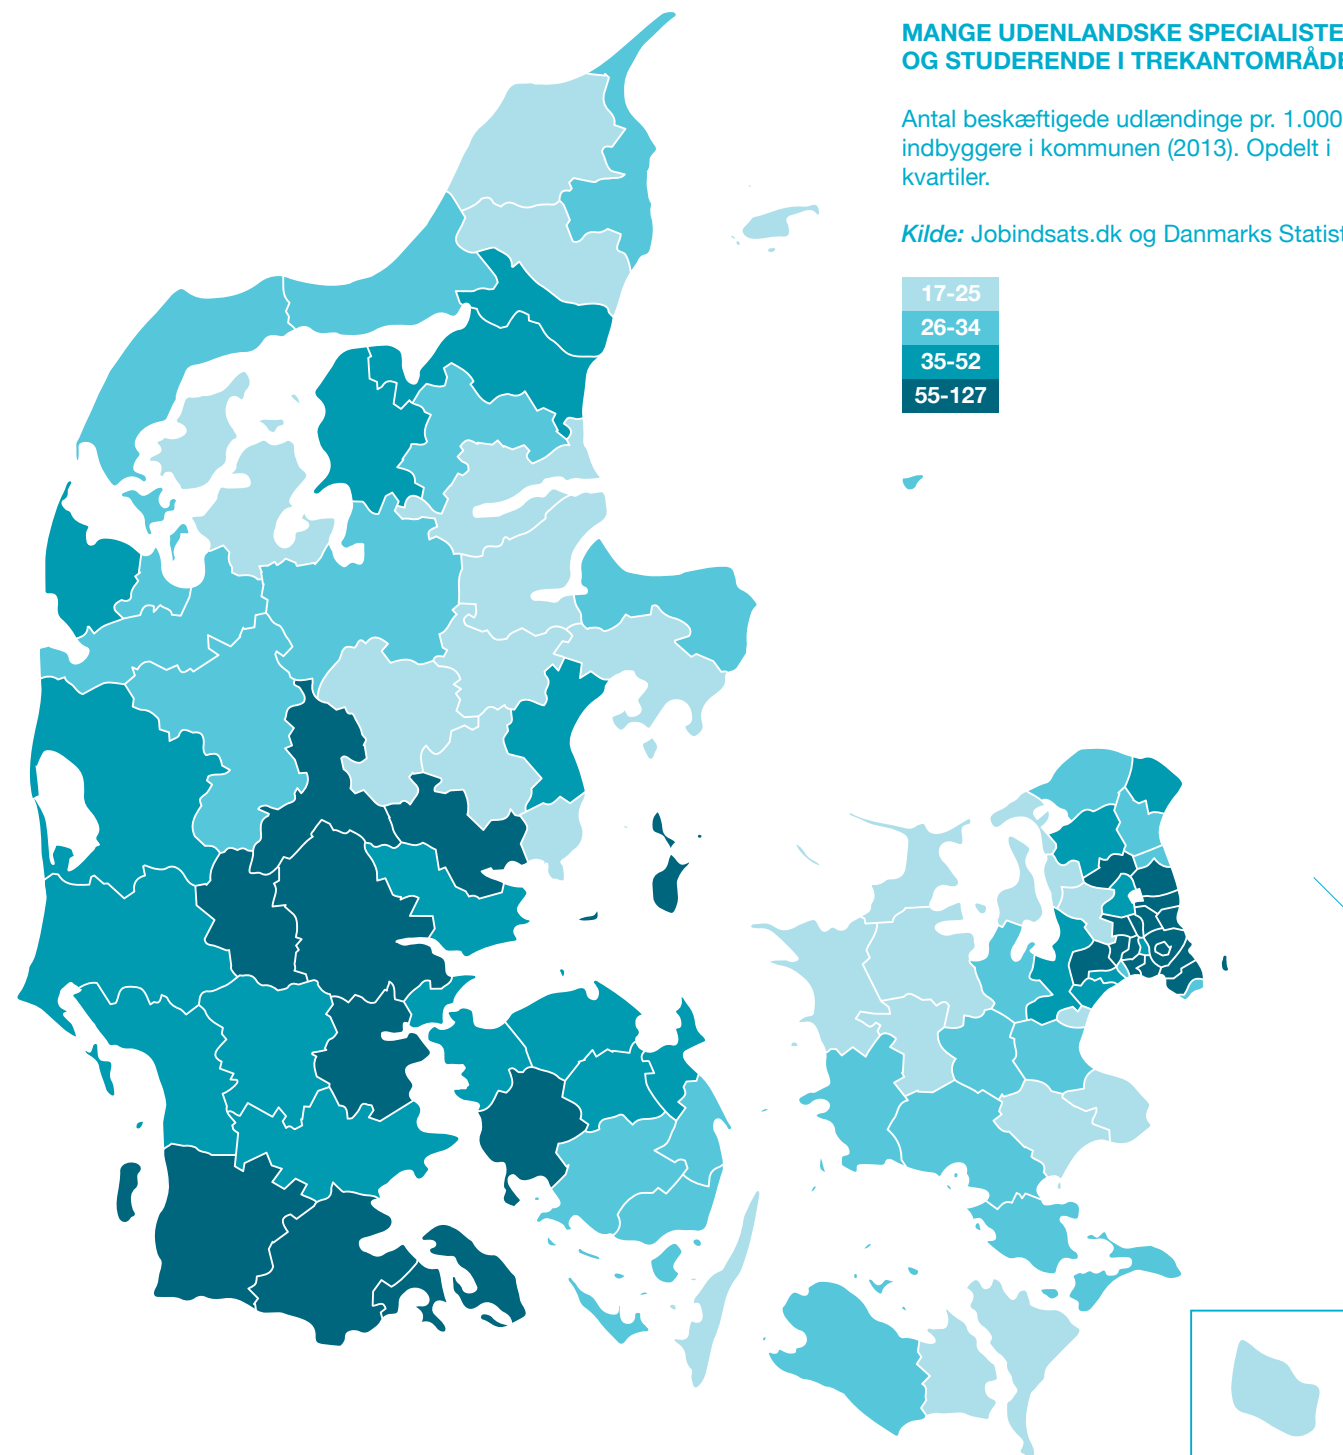 MANGE UDENLANDSKE SPECIALISTE
OG STUDERENDE I TREKANTOMRÅDE
Antal beskæftigede udlændinge pr. 1.000
indbyggere i kommunen (2013). Opdelt i
kvartiler.
Kilde: Jobindsats.dk og Danmarks Statist
17-25
26-34
35-52
55-127